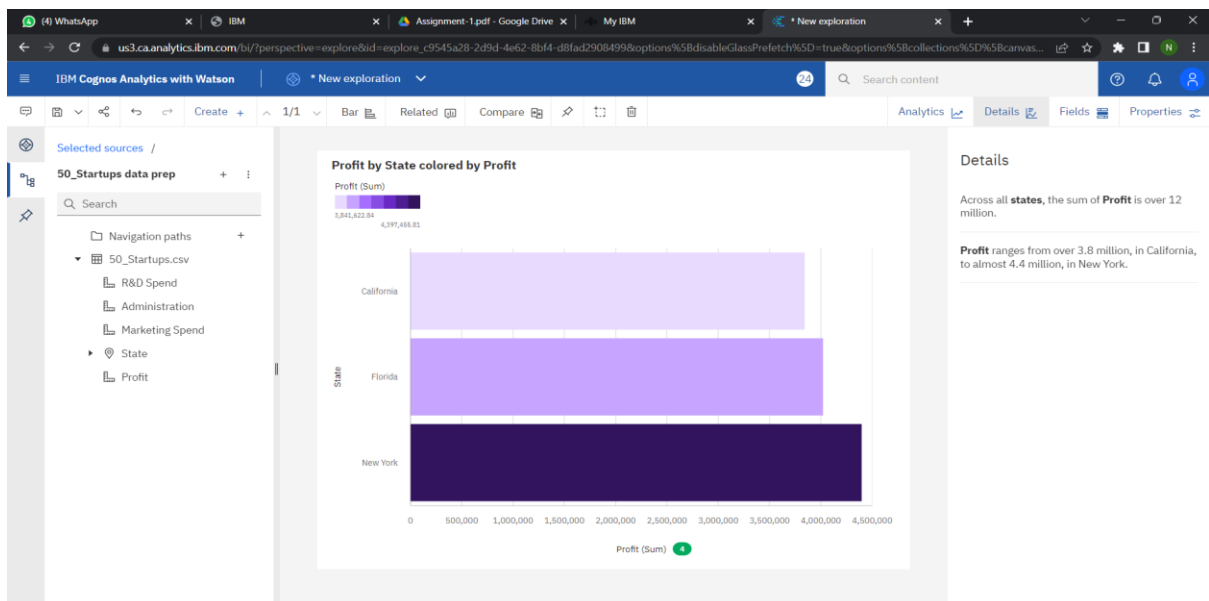 (4) WhatsApp
IBM
Assignment-1.pdf - Google Drive
My IBM
* New exploration
us3.ca.analytics.ibm.com/bi/?perspective=explore&id=explore_c9545a28-2d9d-4e62-8bf4-d8fad2908499&options%5BdisableGlassPrefetch%5D=true&options%5Bcollections%5D%5Bcanvas...
N
IBM Cognos Analytics with Watson
* New exploration
24
Search content
Create +
1/1
Bar
Related
Compare
Analytics
Details
Fields
Properties
Selected sources /
50_Startups data prep
Search
Navigation paths
50_Startups.csv
R&D Spend
Administration
Marketing Spend
State
Profit
Profit by State colored by Profit
Profit (Sum)
3,841,622.84
4,397,455.81
California
Florida
New York
State
0 500,000 1,000,000 1,500,000 2,000,000 2,500,000 3,000,000 3,500,000 4,000,000 4,500,000
Profit (Sum) 4
Details
Across all states, the sum of Profit is over 12
million.
Profit ranges from over 3.8 million, in California,
to almost 4.4 million, in New York.